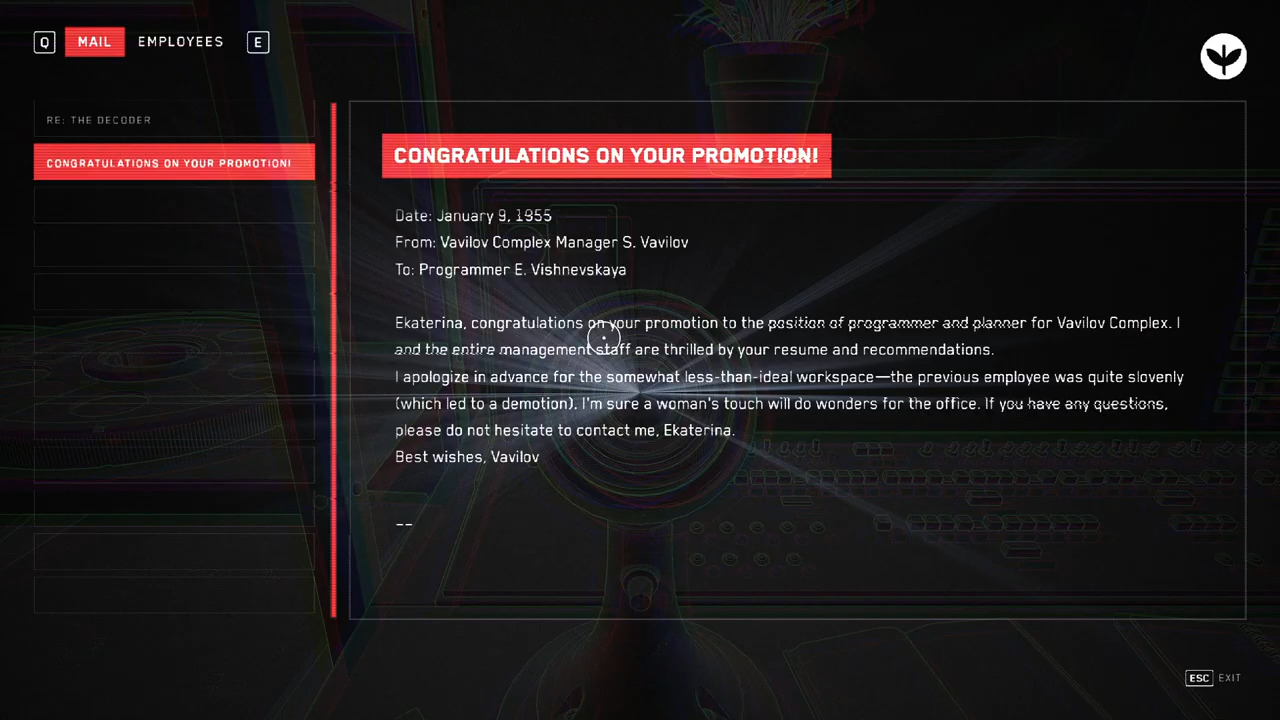 Q MAIL EMPLOYEES E
RE: THE DECODER
CONGRATULATIONS ON YOUR PROMOTION!
CONGRATULATIONS ON YOUR PROMOTION!
Date: January 9, 1955
From: Vavilov Complex Manager S. Vavilov
To: Programmer E. Vishnevskaya
Ekaterina, congratulations on your promotion to the position of programmer and planner for Vavilov Complex. I
and the entire management staff are thrilled by your resume and recommendations.
I apologize in advance for the somewhat less-than-ideal workspace—the previous employee was quite slovenly
(which led to a demotion). I'm sure a woman's touch will do wonders for the office. If you have any questions,
please do not hesitate to contact me, Ekaterina.
Best wishes, Vavilov
--
ESC EXIT